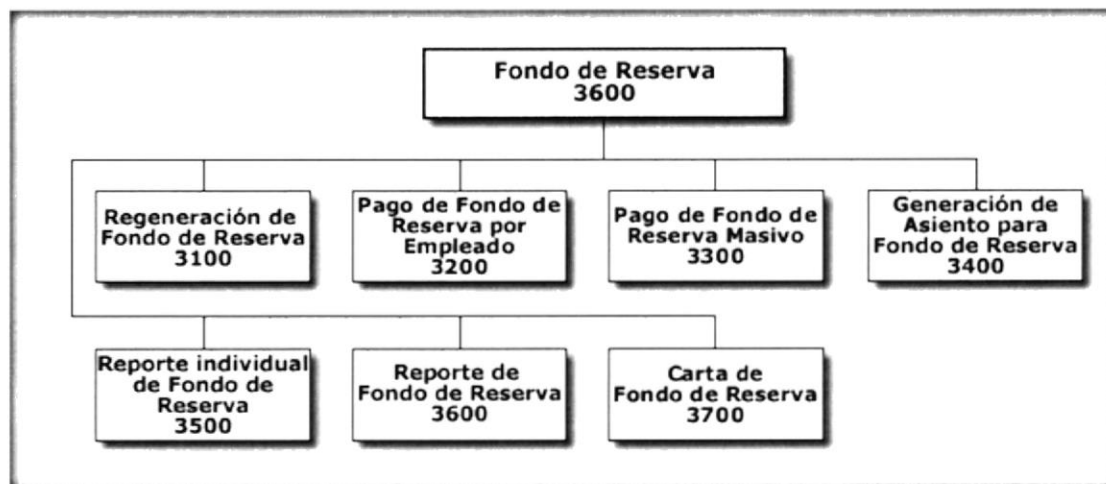 Fondo de Reserva
3600
Regeneración de
Fondo de Reserva
3100
Pago de Fondo de
Reserva por
Empleado
3200
Pago de Fondo de
Reserva Masivo
3300
Generación de
Asiento para
Fondo de Reserva
3400
Reporte individual
de Fondo de
Reserva
3500
Reporte de
Fondo de Reserva
3600
Carta de
Fondo de Reserva
3700